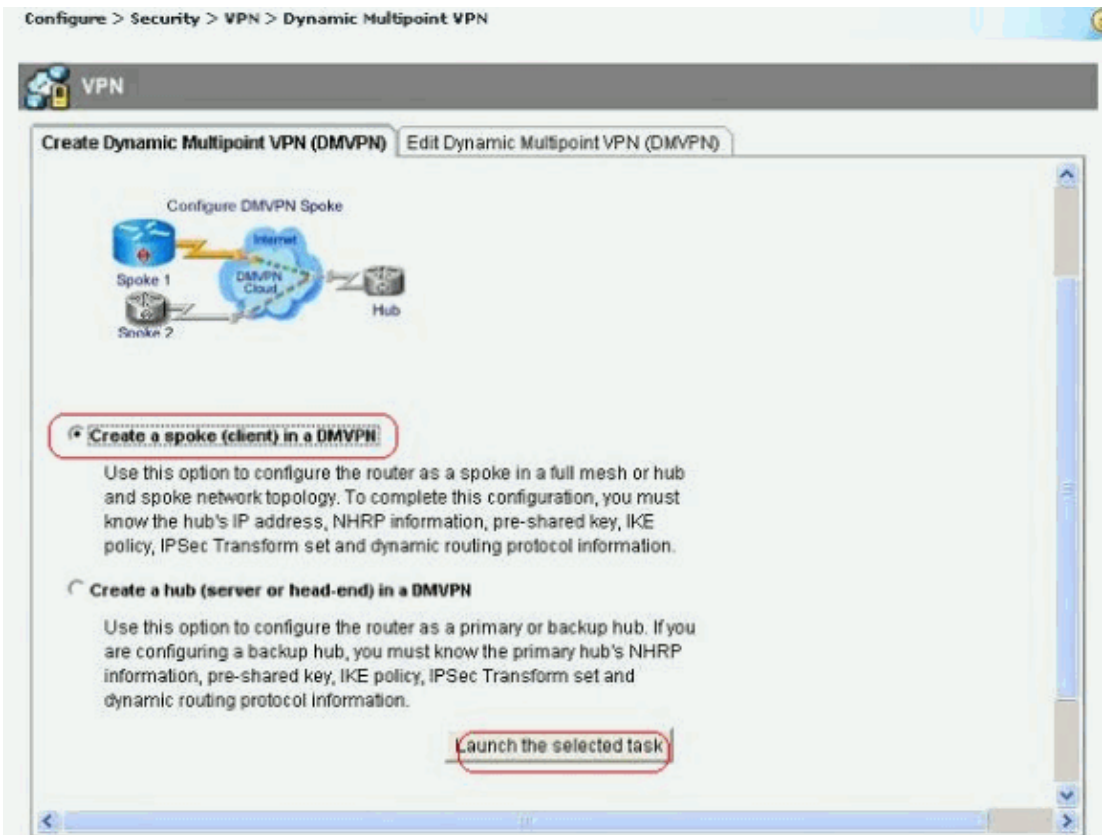 Configure > Security > VPN > Dynamic Multipoint VPN
VPN
Create Dynamic Multipoint VPN (DMVPN)
Edit Dynamic Multipoint VPN (DMVPN)
Configure DMVPN Spoke
Internet
Spoke 1
DMVPN
Cloud
Hub
Spoke 2
Create a spoke (client) in a DMVPN
Use this option to configure the router as a spoke in a full mesh or hub
and spoke network topology. To complete this configuration, you must
know the hub's IP address, NHRP information, pre-shared key, IKE
policy, IPSec Transform set and dynamic routing protocol information.
Create a hub (server or head-end) in a DMVPN
Use this option to configure the router as a primary or backup hub. If you
are configuring a backup hub, you must know the primary hub's NHRP
information, pre-shared key, IKE policy, IPSec Transform set and
dynamic routing protocol information.
Launch the selected task